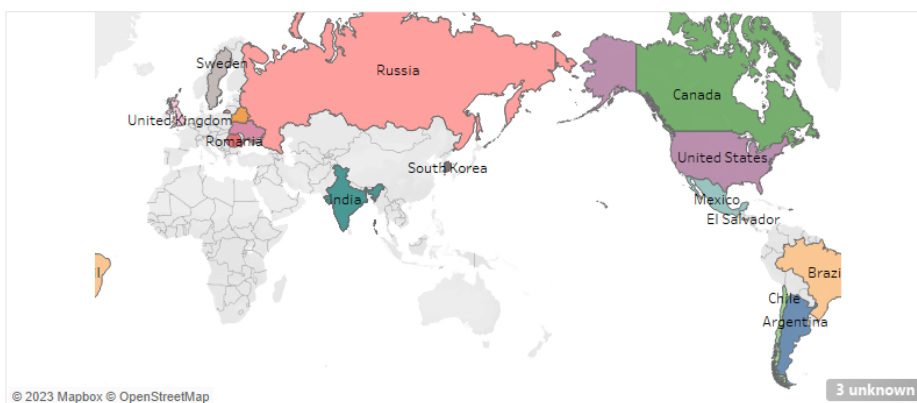 Sweden
Russia
Canada
United Kingdom
Romania
United States
South Korea
India
Mexico
El Salvador
l
Brazi
Chile
Argentina
© 2023 Mapbox © OpenStreetMap
3 unknown